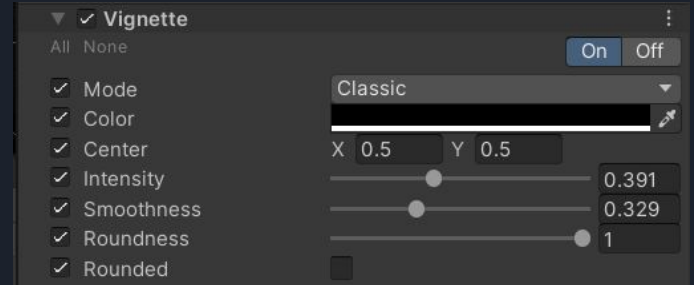 Vignette
All None On Off
Mode Classic
Color
Center X 0.5 Y 0.5
Intensity 0.391
Smoothness 0.329
Roundness 1
Rounded